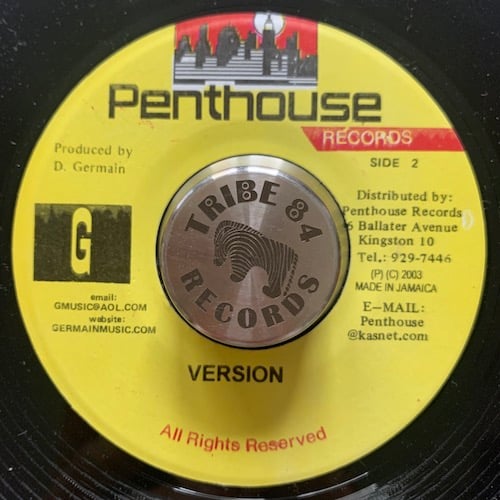 Penthouse
RECORDS
Produced by
D. Germain
SIDE 2
G
email:
GMUSIC@AOL.COM
website:
GERMAINMUSIC.COM
TRIBE 84
RECORDS
Distributed by:
Penthouse Records
6 Ballater Avenue
Kingston 10
Tel.: 929-7446
(P) (C) 2003
MADE IN JAMAICA
E-MAIL:
Penthouse
@kasnet.com
VERSION
All Rights Reserved